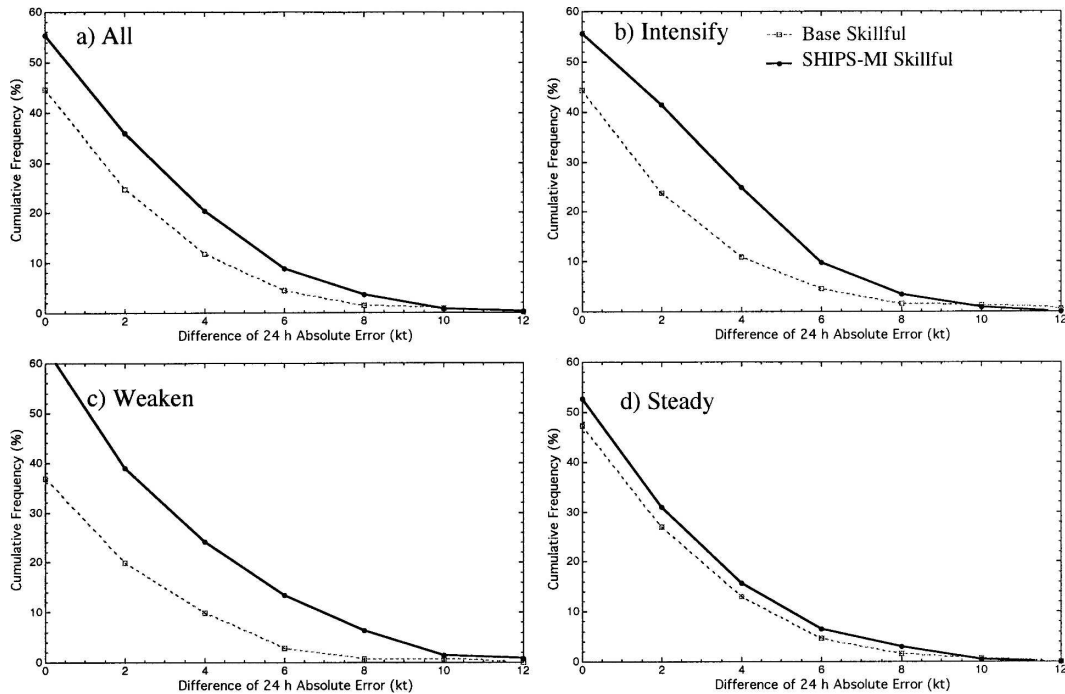 a) All
60
50
40
30
20
10
0
Cumulative Frequency (%)
0 2 4 6 8 10 12
Difference of 24 h Absolute Error (kt)
b) Intensify
Base Skillful
SHIPS-MI Skillful
60
50
40
30
20
10
0
Cumulative Frequency (%)
0 2 4 6 8 10 12
Difference of 24 h Absolute Error (kt)
c) Weaken
60
50
40
30
20
10
0
Cumulative Frequency (%)
0 2 4 6 8 10 12
Difference of 24 h Absolute Error (kt)
d) Steady
60
50
40
30
20
10
0
Cumulative Frequency (%)
0 2 4 6 8 10 12
Difference of 24 h Absolute Error (kt)